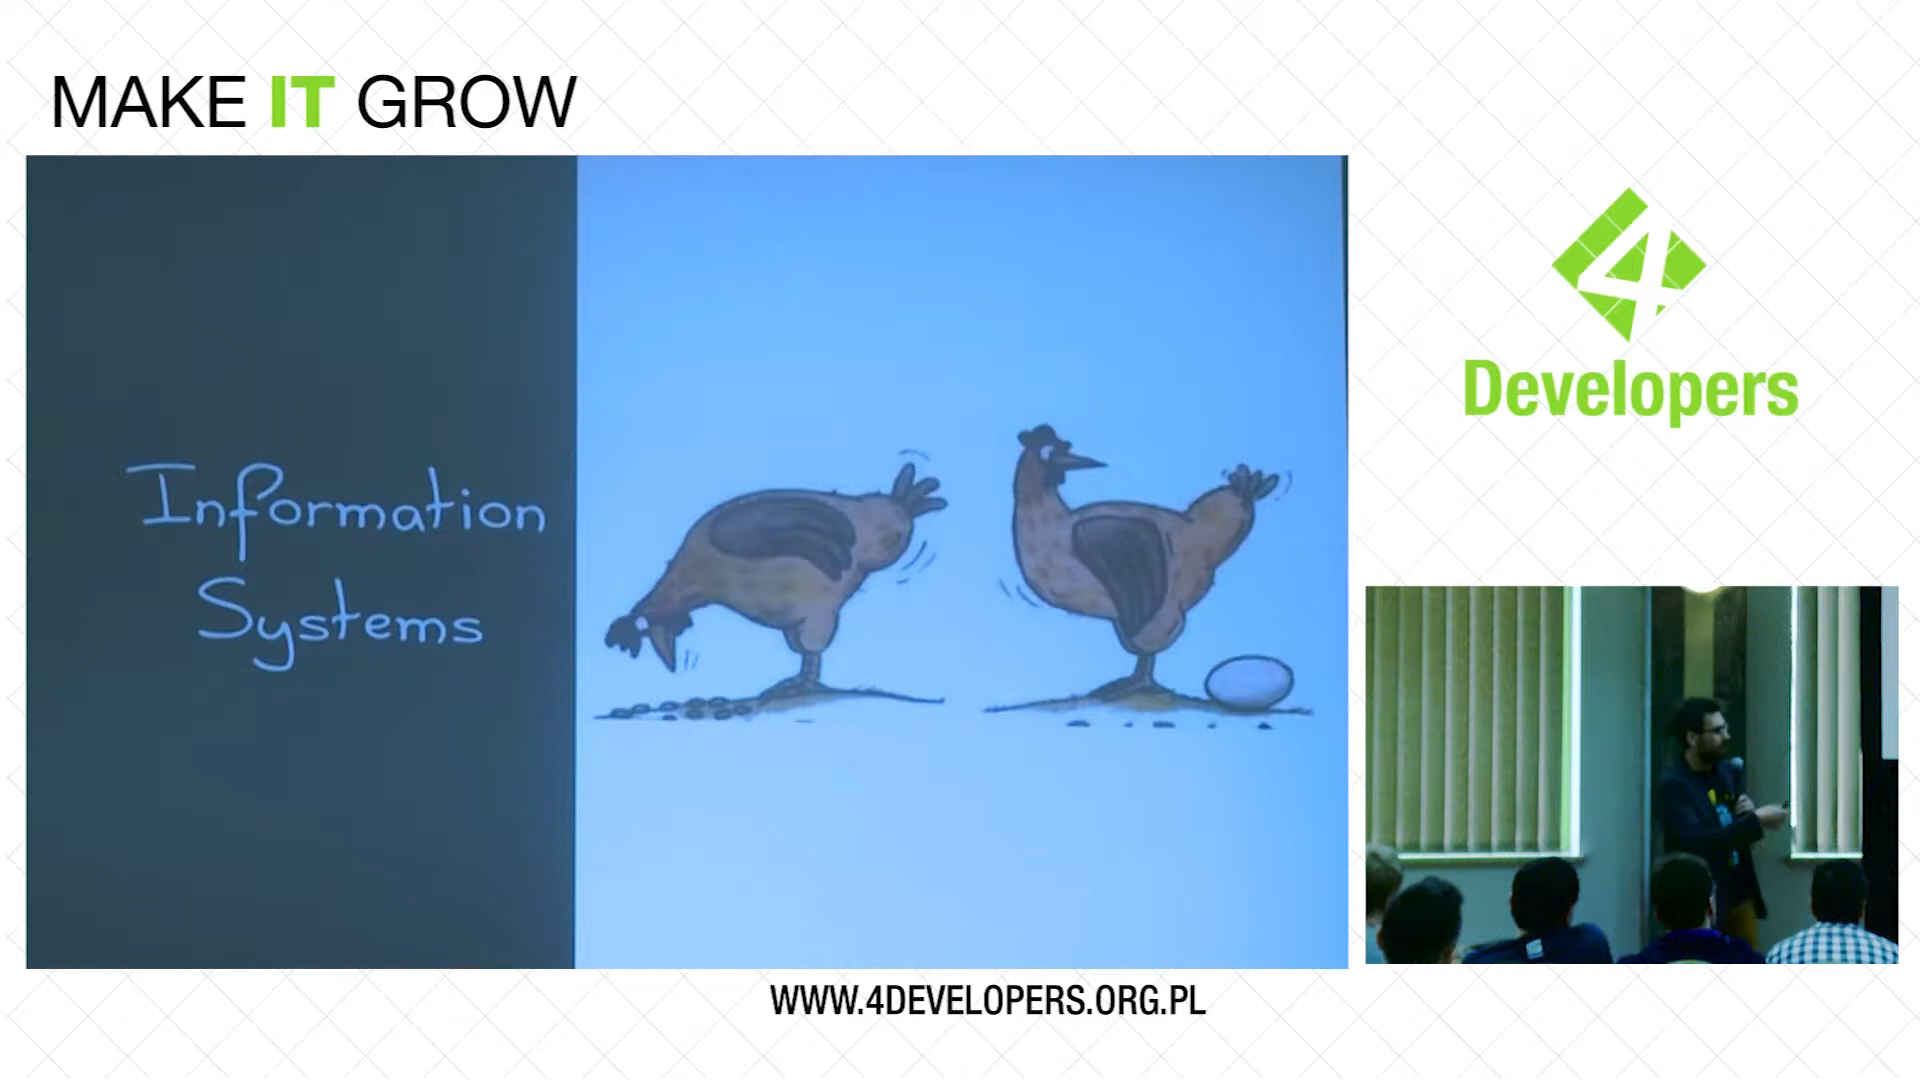 MAKE IT GROW
Information
Systems
4
Developers
WWW.4DEVELOPERS.ORG.PL